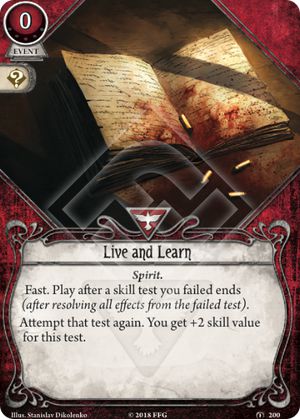 0
EVENT
?
Live and Learn
Spirit.
Fast. Play after a skill test you failed ends
(after resolving all effects from the failed test).
Attempt that test again. You get +2 skill value
for this test.
Illus. Stanislav Dikolenko
© 2018 FFG
200